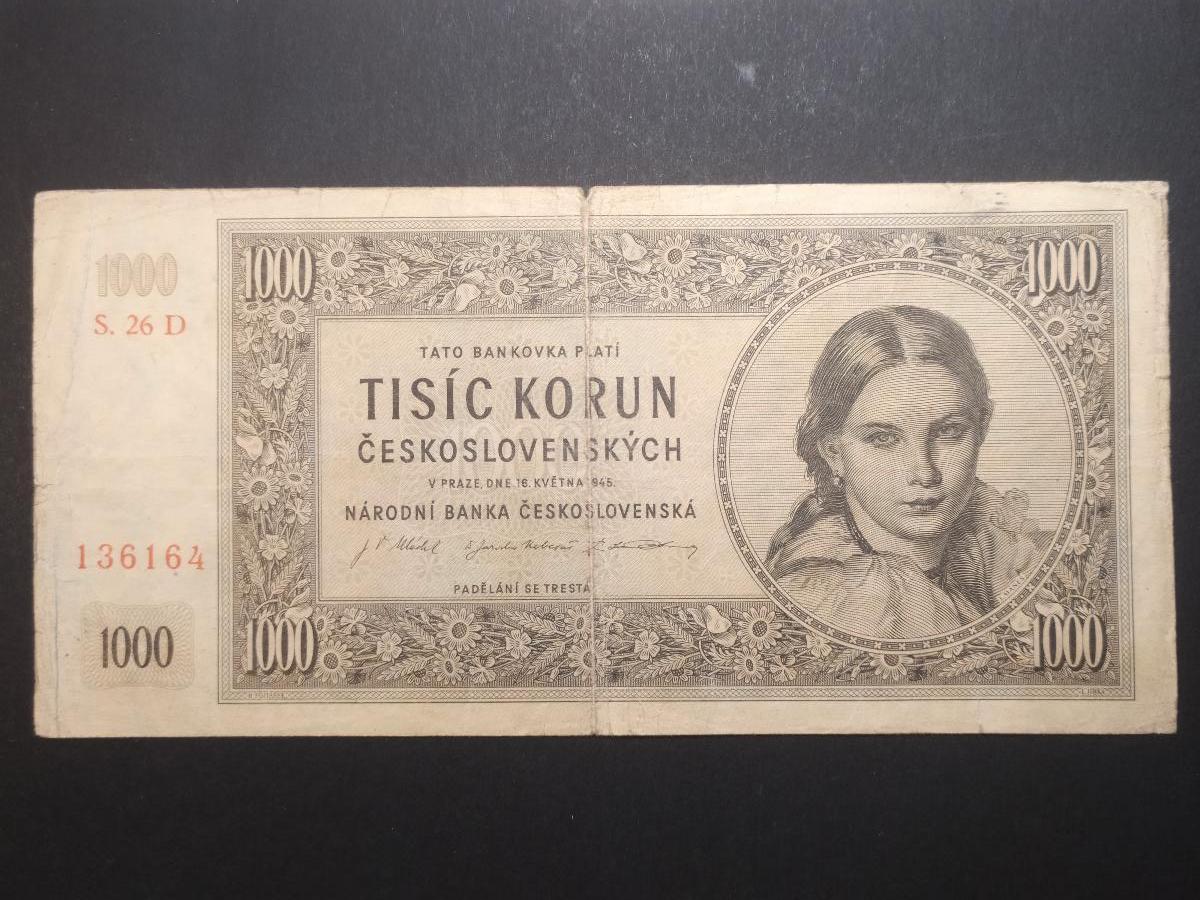 1000
S. 26 D
136164
1000
1000
1000
TATO BANKOVKA PLATÍ
TISÍC KORUN
ČESKOSLOVENSKÝCH
V PRAZE, DNE 16. KVĚTNA 1945.
NÁRODNÍ BANKA ČESKOSLOVENSKÁ
PADĚLÁNÍ SE TRESTÁ
1000
1000